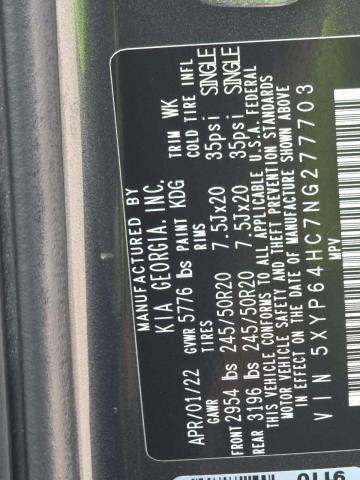 MANUFACTURED BY
KIA GEORGIA, INC.
APR/01/22 GVWR 5776 lbs PAINT KDG TRIM WK
GAWR TIRES RIMS COLD TIRE INFL
FRONT 2954 lbs 245/50R20 7.5Jx20 35psi SINGLE
REAR 3196 lbs 245/50R20 7.5Jx20 35psi SINGLE
THIS VEHICLE CONFORMS TO ALL APPLICABLE U.S.A. FEDERAL
MOTOR VEHICLE SAFETY AND THEFT PREVENTION STANDARDS
IN EFFECT ON THE DATE OF MANUFACTURE SHOWN ABOVE
VIN 5XYP64HC7NG277703
MPV